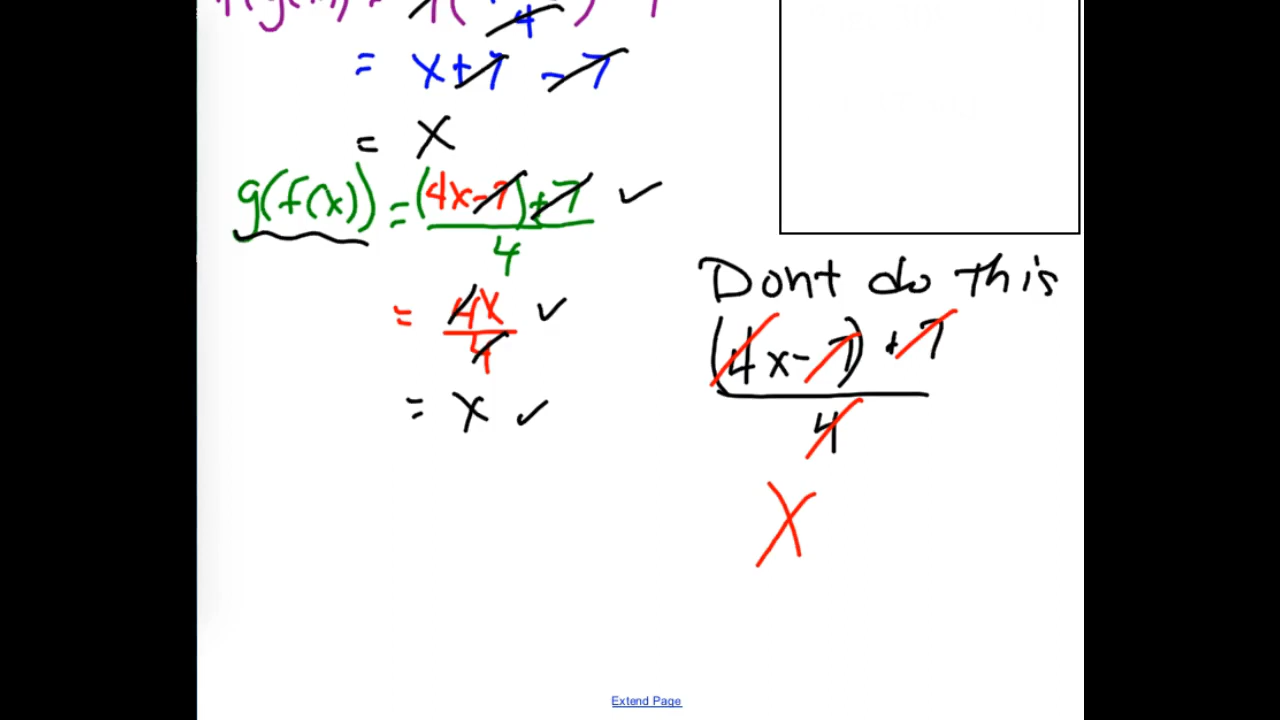 = x+7 -7
= x
g(f(x)) = (4x-7)+7 ✓
4
= 4x ✓
4
= x ✓
Dont do this
(4x-7) + 7
4
X
Extend Page